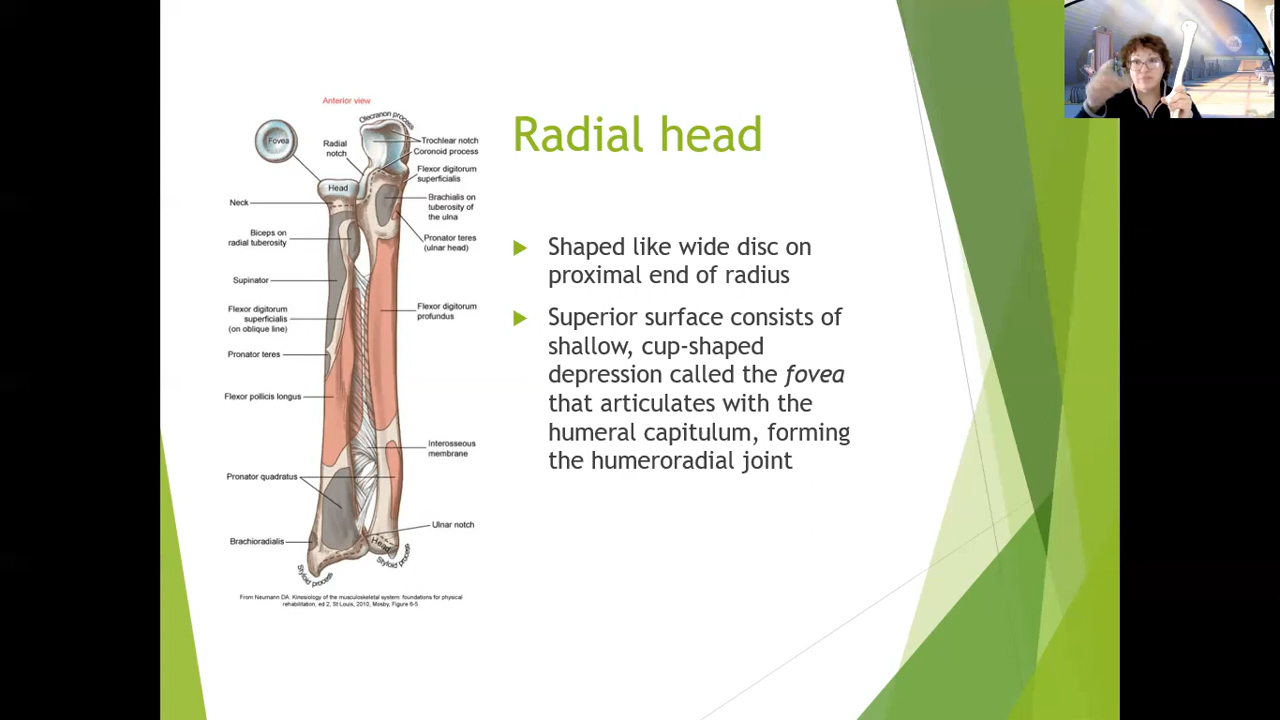 Radial head
Shaped like wide disc on
proximal end of radius
Superior surface consists of
shallow, cup-shaped
depression called the fovea
that articulates with the
humeral capitulum, forming
the humeroradial joint
Anterior view
Fovea
Head
Neck
Biceps on
radial tuberosity
Supinator
Flexor digitorum
superficialis
(on oblique line)
Pronator teres
Flexor pollicis longus
Pronator quadratus
Brachioradialis
Styloid process
Radial
notch
Olecranon process
Trochlear notch
Coronoid process
Flexor digitorum
superficialis
Brachialis on
tuberosity of
the ulna
Pronator teres
(ulnar head)
Flexor digitorum
profundus
Interosseous
membrane
Ulnar notch
Head
Styloid process
From Neumann DA: Kinesiology of the musculoskeletal system: foundations for physical
rehabilitation, ed 2, St Louis, 2010, Mosby, Figure 6-5.